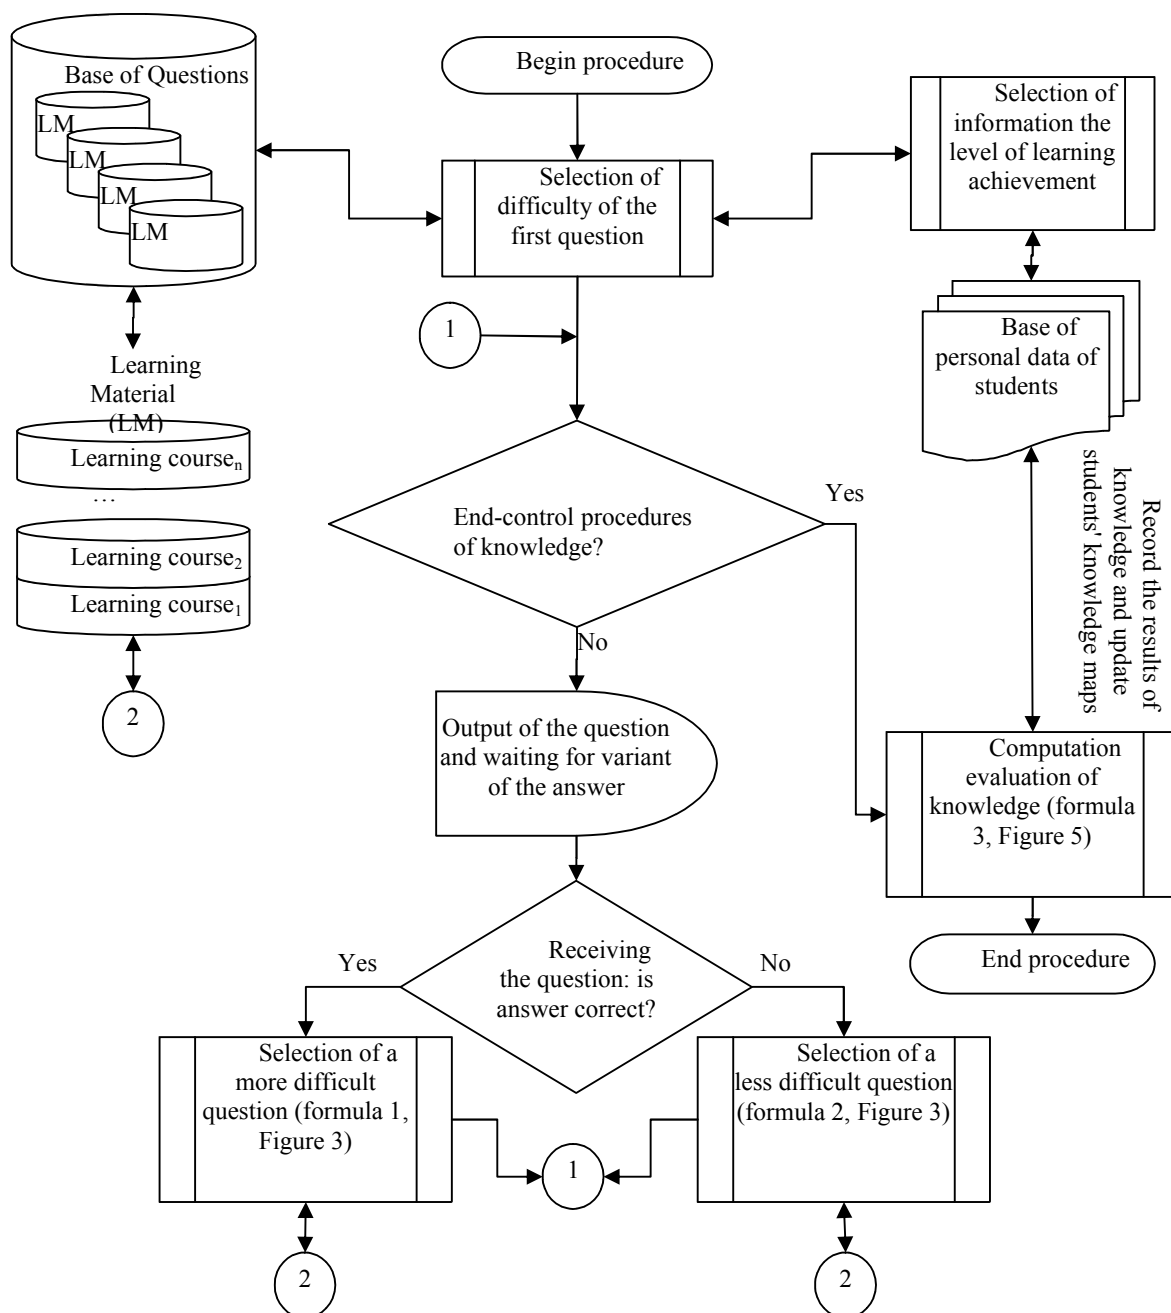 Base of Questions
LM
LM
LM
LM
Learning
Material
(LM)
Learning courseₙ
…
Learning course₂
Learning course₁
2
Begin procedure
Selection of
difficulty of the
first question
1
End-control procedures
of knowledge?
Yes
No
Output of the question
and waiting for variant
of the answer
Receiving
the question: is
answer correct?
Yes
No
Selection of a
more difficult
question (formula 1,
Figure 3)
Selection of a
less difficult question
(formula 2, Figure 3)
1
2
2
Selection of
information the
level of learning
achievement
Base of
personal data of
students
Record the results of
knowledge and update
students' knowledge maps
Computation
evaluation of
knowledge (formula
3, Figure 5)
End procedure